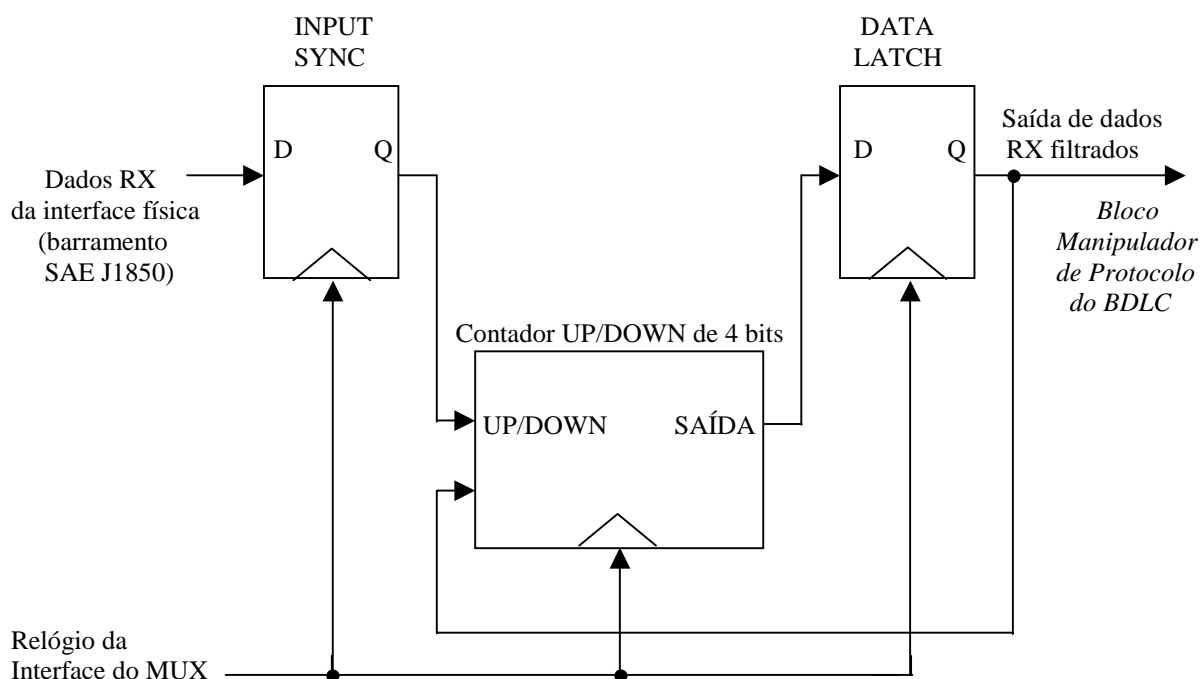 INPUT
SYNC
DATA
LATCH
D
Q
D
Q
Saída de dados
RX filtrados
Dados RX
da interface física
(barramento
SAE J1850)
Bloco
Manipulador
de Protocolo
do BDLC
Contador UP/DOWN de 4 bits
UP/DOWN
SAÍDA
Relógio da
Interface do MUX